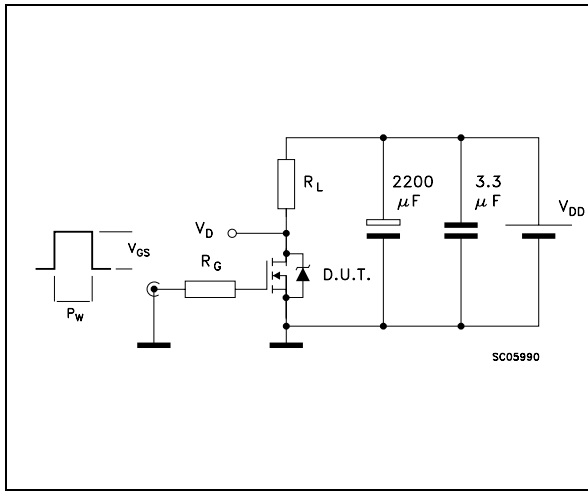 R_L
2200
μF
3.3
μF
V_DD
V_D
V_GS
R_G
D.U.T.
P_W
SC05990